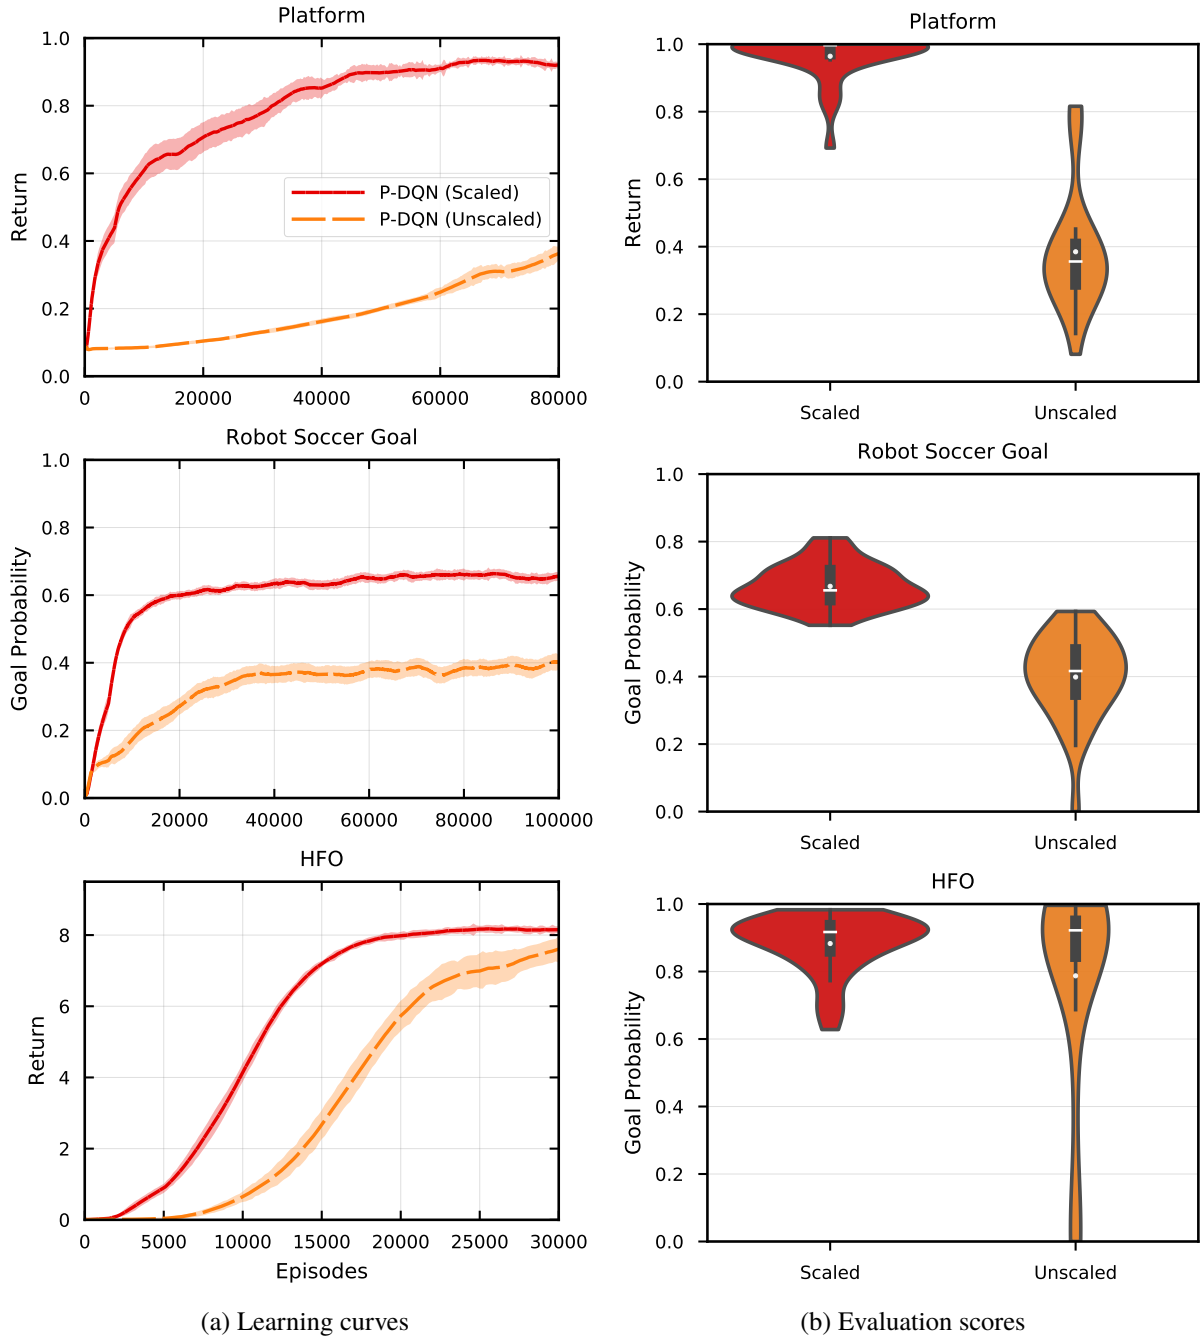 Platform
1.0
0.8
0.6
0.4
0.2
0.0
Return
P-DQN (Scaled)
P-DQN (Unscaled)
0
20000
40000
60000
80000
Platform
1.0
0.8
0.6
0.4
0.2
0.0
Return
Scaled
Unscaled
Robot Soccer Goal
1.0
0.8
0.6
0.4
0.2
0.0
Goal Probability
0
20000
40000
60000
80000
100000
Robot Soccer Goal
1.0
0.8
0.6
0.4
0.2
0.0
Goal Probability
Scaled
Unscaled
HFO
8
6
4
2
0
Return
0
5000
10000
15000
20000
25000
30000
Episodes
HFO
1.0
0.8
0.6
0.4
0.2
0.0
Goal Probability
Scaled
Unscaled
(a) Learning curves
(b) Evaluation scores